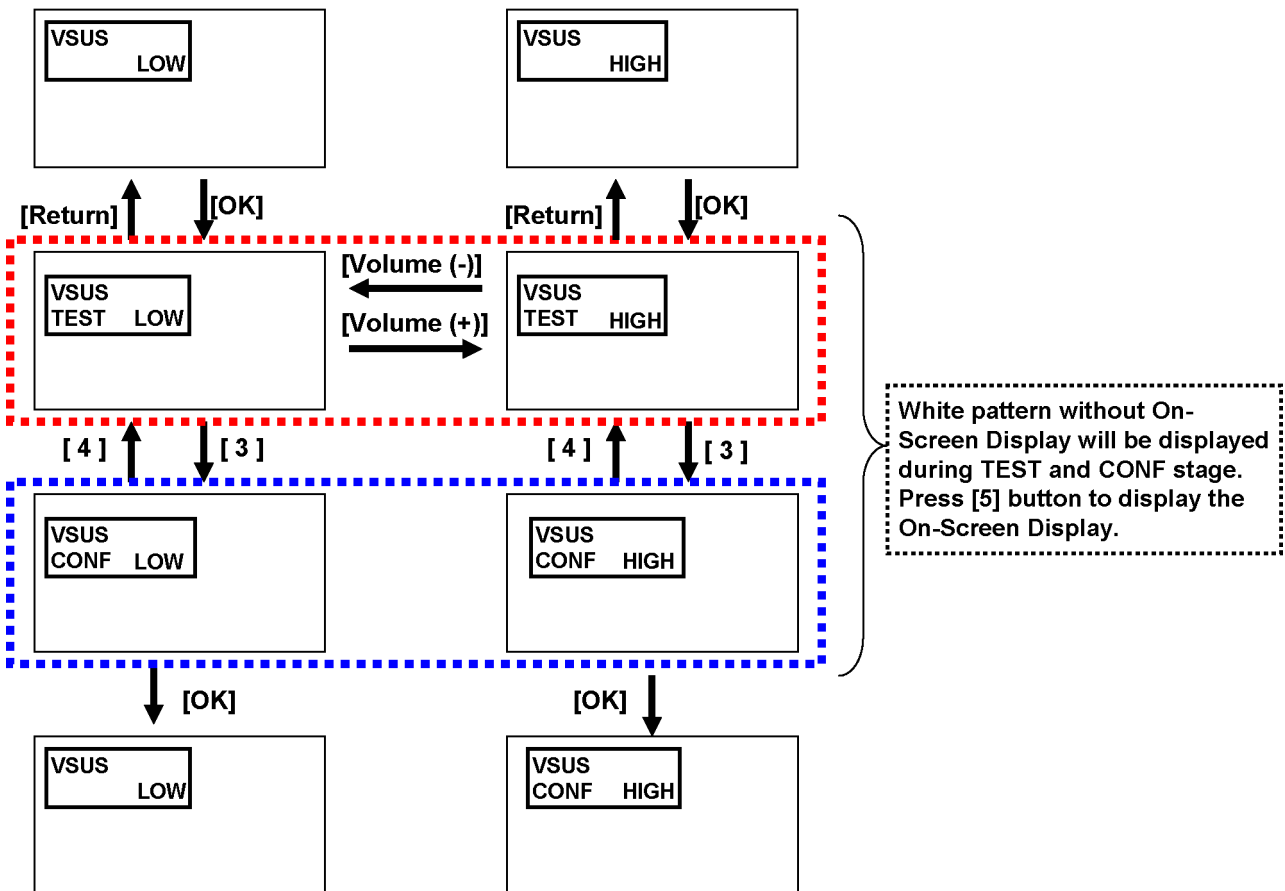 VSUS
LOW
VSUS
HIGH
[Return]
[OK]
[Return]
[OK]
VSUS
TEST LOW
[Volume (-)]
[Volume (+)]
VSUS
TEST HIGH
[ 4 ]
[ 3 ]
[ 4 ]
[ 3 ]
White pattern without On-
Screen Display will be displayed
during TEST and CONF stage.
Press [5] button to display the
On-Screen Display.
VSUS
CONF LOW
VSUS
CONF HIGH
[OK]
[OK]
VSUS
LOW
VSUS
CONF HIGH